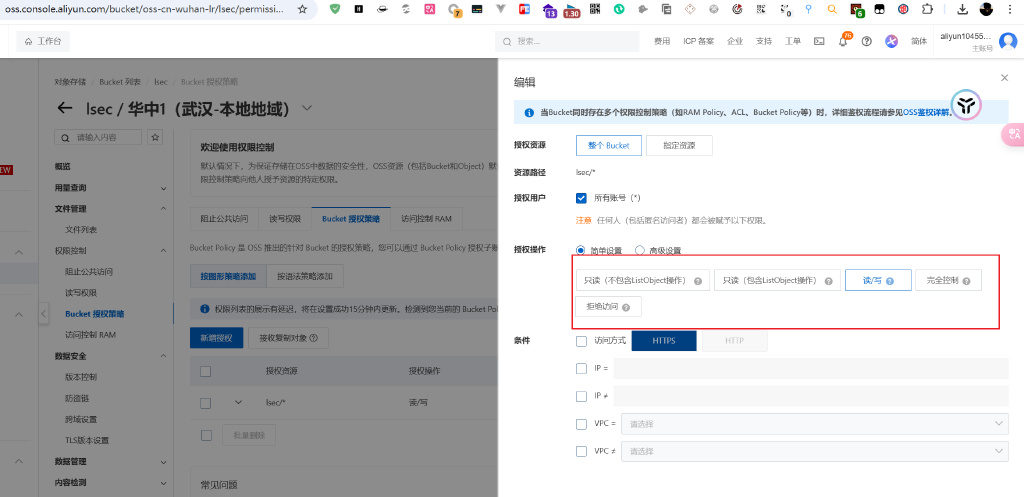 oss.console.aliyun.com/bucket/oss-cn-wuhan-lr/lsec/permissi...
工作台
搜索...
费用 ICP 备案 企业 支持 工单 76 简体 aliyun10455...
主账号
对象存储 / Bucket 列表 / lsec / Bucket 授权策略
lsec / 华中1（武汉-本地地域）
请输入内容
概览
用量查询
文件管理
文件列表
权限控制
阻止公共访问
读写权限
Bucket 授权策略
访问控制 RAM
数据安全
版本控制
防盗链
跨域设置
TLS版本设置
数据管理
内容检测
欢迎使用权限控制
默认情况下，为保证存储在OSS中数据的安全性，OSS资源（包括Bucket和Object）默
限控制策略向他人授予资源的特定权限。
阻止公共访问 读写权限 Bucket 授权策略 访问控制 RAM
Bucket Policy 是 OSS 推出的针对 Bucket 的授权策略，您可以通过 Bucket Policy 授权子账
按图形策略添加 按语法策略添加
权限列表的展示有延迟，将在设置成功15分钟内更新。检测到您当前的 Bucket Pol
新增授权 接收复制对象
授权资源 授权操作
lsec/* 读/写
批量删除
常见问题
编辑
当Bucket同时存在多个权限控制策略（如RAM Policy、ACL、Bucket Policy等）时，详细鉴权流程请参见OSS鉴权详解。
授权资源 整个 Bucket 指定资源
资源路径 lsec/*
授权用户 所有账号（*）
注意 任何人（包括匿名访问者）都会被赋予以下权限。
授权操作 简单设置 高级设置
只读（不包含ListObject操作） 只读（包含ListObject操作） 读/写 完全控制
拒绝访问
条件 访问方式 HTTPS HTTP
IP =
IP ≠
VPC = 请选择
VPC ≠ 请选择